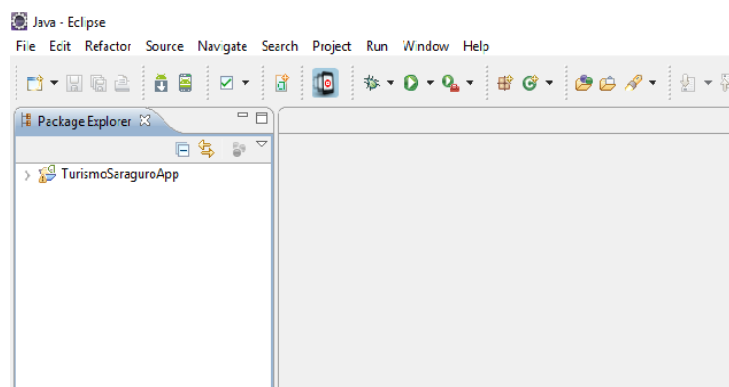 Java - Eclipse
File Edit Refactor Source Navigate Search Project Run Window Help
Package Explorer
TurismoSaraguroApp